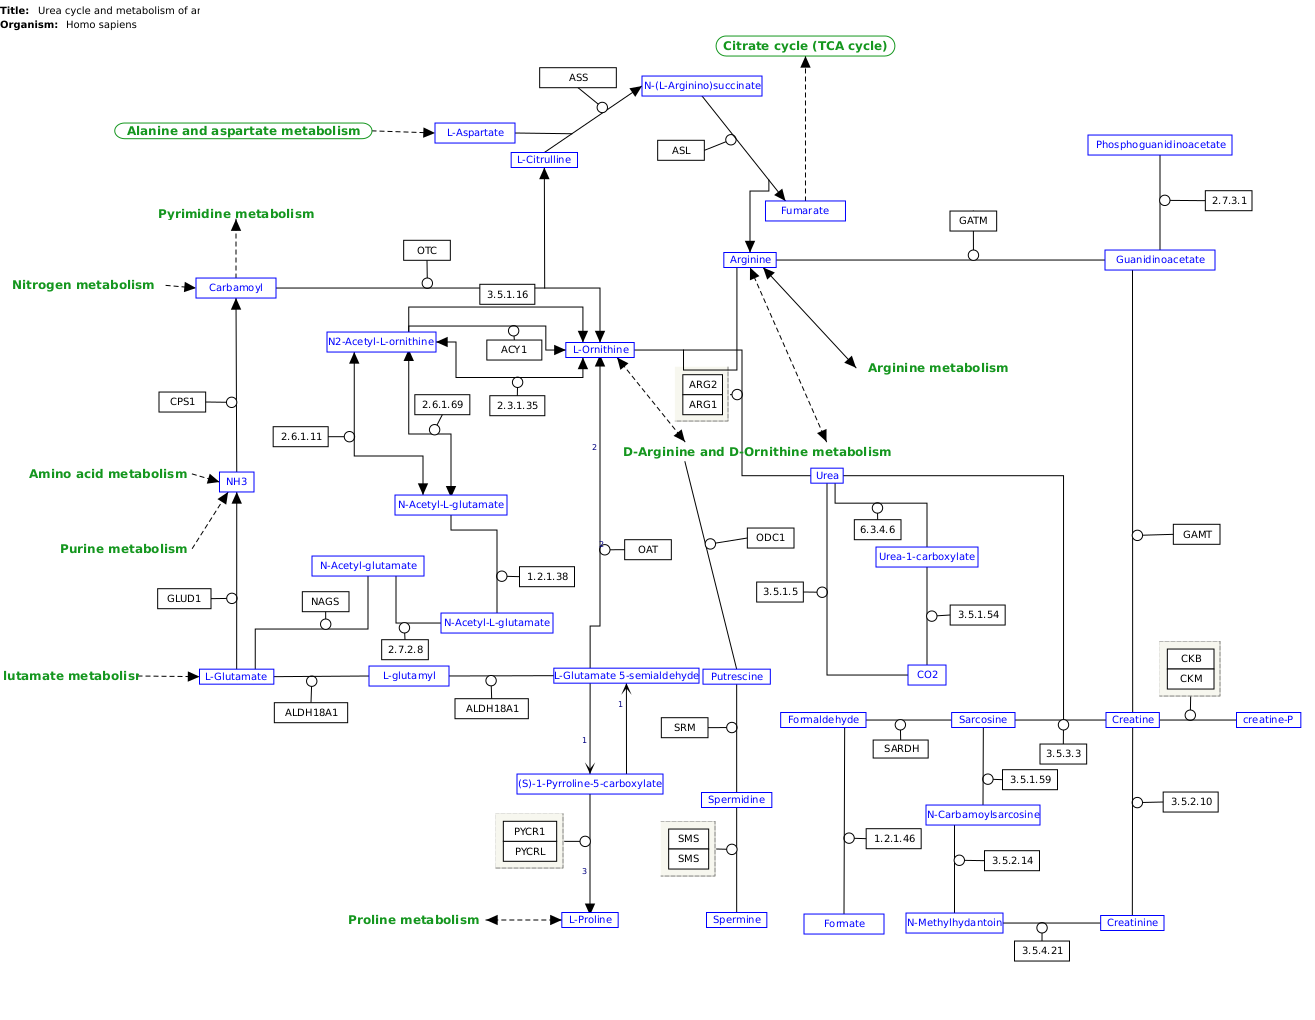 Title: Urea cycle and metabolism of ar
Organism: Homo sapiens
Citrate cycle (TCA cycle)
ASS
N-(L-Arginino)succinate
Alanine and aspartate metabolism
L-Aspartate
L-Citrulline
ASL
Phosphoguanidinoacetate
2.7.3.1
Pyrimidine metabolism
Fumarate
GATM
OTC
Arginine
Guanidinoacetate
Nitrogen metabolism
Carbamoyl
3.5.1.16
N2-Acetyl-L-ornithine
ACY1
L-Ornithine
Arginine metabolism
ARG2
ARG1
CPS1
2.6.1.69
2.3.1.35
2.6.1.11
2
D-Arginine and D-Ornithine metabolism
Amino acid metabolism
NH3
Urea
N-Acetyl-L-glutamate
6.3.4.6
Purine metabolism
2
OAT
ODC1
GAMT
Urea-1-carboxylate
N-Acetyl-glutamate
1.2.1.38
3.5.1.5
GLUD1
NAGS
3.5.1.54
N-Acetyl-L-glutamate
2.7.2.8
CKB
CKM
lutamate metabolisr
L-Glutamate
L-glutamyl
L-Glutamate 5-semialdehyde
Putrescine
CO2
ALDH18A1
ALDH18A1
1
Formaldehyde
Sarcosine
Creatine
creatine-P
SRM
1
SARDH
3.5.3.3
(S)-1-Pyrroline-5-carboxylate
3.5.1.59
Spermidine
3.5.2.10
N-Carbamoylsarcosine
PYCR1
PYCRL
SMS
SMS
1.2.1.46
3.5.2.14
3
Proline metabolism
L-Proline
Spermine
Formate
N-Methylhydantoin
Creatinine
3.5.4.21